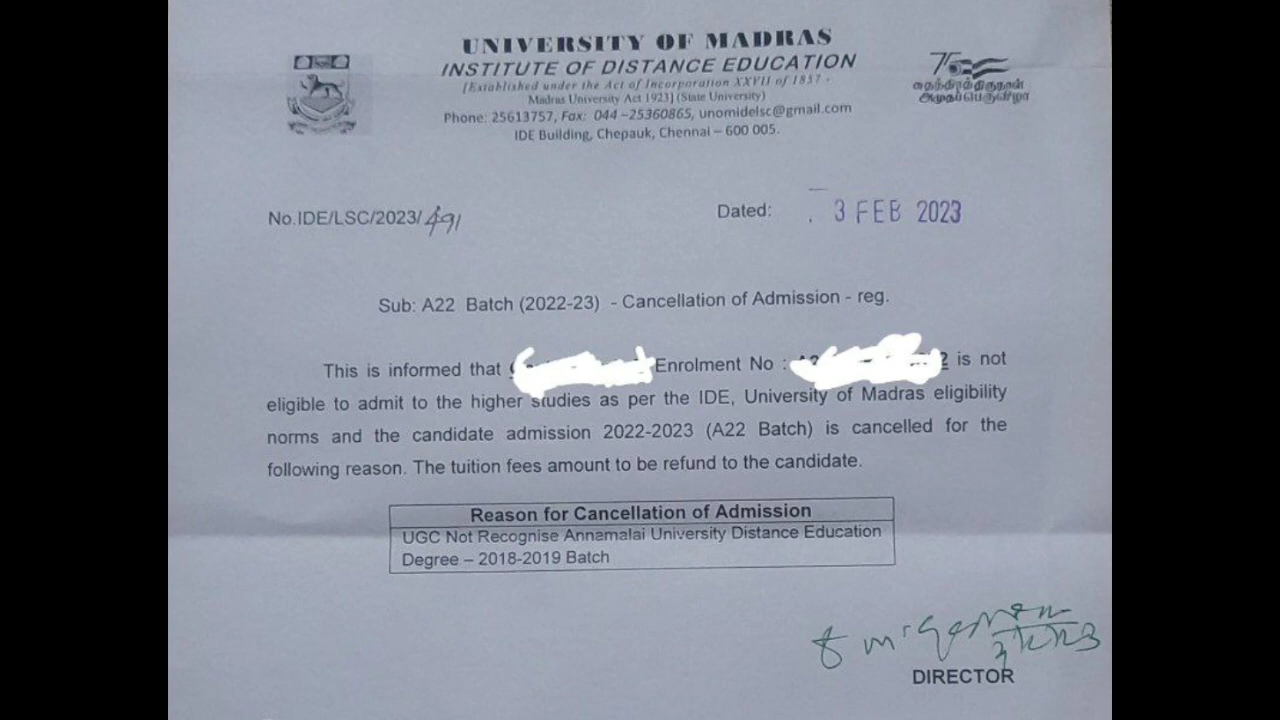 UNIVERSITY OF MADRAS
INSTITUTE OF DISTANCE EDUCATION
[Established under the Act of Incorporation XXVII of 1857 -
Madras University Act 1923] (State University)
Phone: 25613757, Fax: 044 –25360865, unomidelsc@gmail.com
IDE Building, Chepauk, Chennai – 600 005.
75
சுதந்திரத்திருநாள்
அமுதப்பெருவிழா
No.IDE/LSC/2023/491
Dated: 3 FEB 2023
Sub: A22 Batch (2022-23) - Cancellation of Admission - reg.
This is informed that Enrolment No : is not
eligible to admit to the higher studies as per the IDE, University of Madras eligibility
norms and the candidate admission 2022-2023 (A22 Batch) is cancelled for the
following reason. The tuition fees amount to be refund to the candidate.
Reason for Cancellation of Admission
UGC Not Recognise Annamalai University Distance Education
Degree – 2018-2019 Batch
DIRECTOR